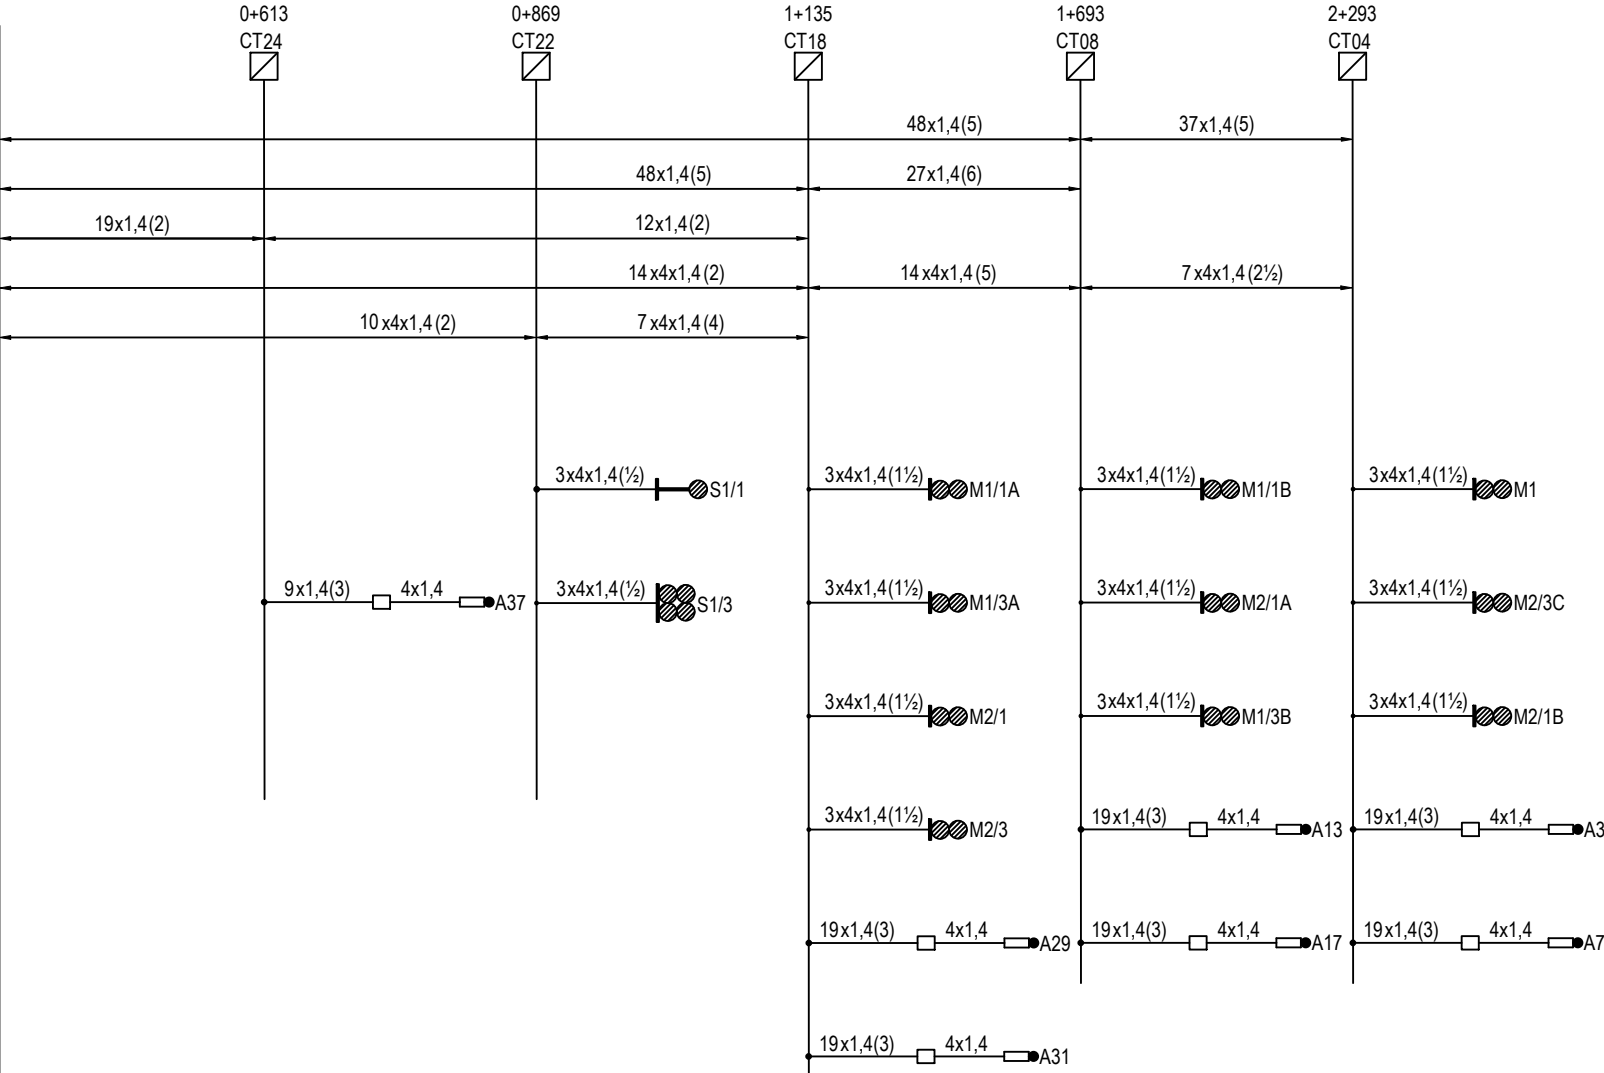 0+613 0+869 1+135 1+693 2+293
CT24 CT22 CT18 CT08 CT04
48x1,4(5) 37x1,4(5)
48x1,4(5) 27x1,4(6)
19x1,4(2) 12x1,4(2)
14x4x1,4(2) 14x4x1,4(5) 7x4x1,4(2½)
10x4x1,4(2) 7x4x1,4(4)
3x4x1,4(½) S1/1 3x4x1,4(1½) M1/1A 3x4x1,4(1½) M1/1B 3x4x1,4(1½) M1
9x1,4(3) 4x1,4 A37 3x4x1,4(½) S1/3 3x4x1,4(1½) M1/3A 3x4x1,4(1½) M2/1A 3x4x1,4(1½) M2/3C
3x4x1,4(1½) M2/1 3x4x1,4(1½) M1/3B 3x4x1,4(1½) M2/1B
3x4x1,4(1½) M2/3 19x1,4(3) 4x1,4 A13 19x1,4(3) 4x1,4 A3
19x1,4(3) 4x1,4 A29 19x1,4(3) 4x1,4 A17 19x1,4(3) 4x1,4 A7
19x1,4(3) 4x1,4 A31